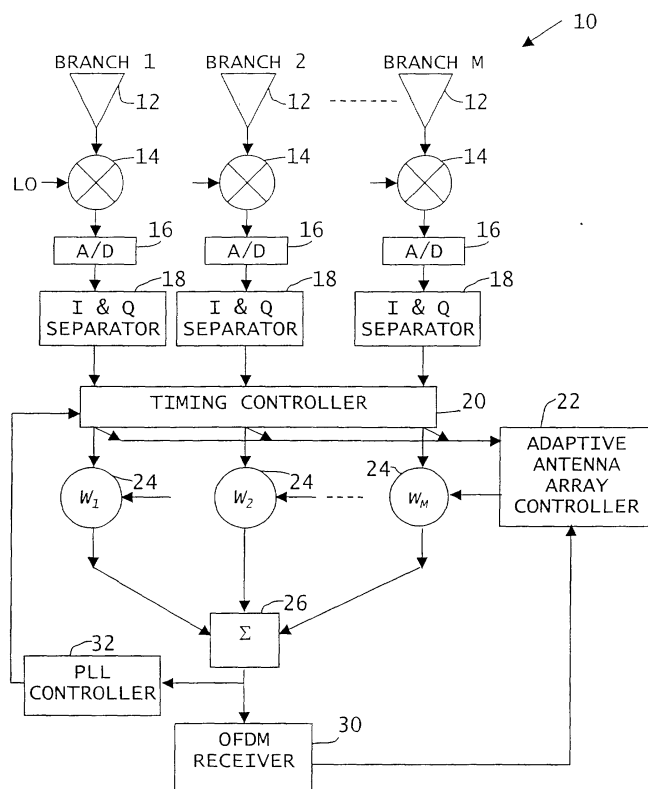 10
BRANCH 1 BRANCH 2 BRANCH M
12 12 12
14 14 14
LO
16 16 16
A/D A/D A/D
18 18 18
I & Q I & Q I & Q
SEPARATOR SEPARATOR SEPARATOR
TIMING CONTROLLER
20
22
ADAPTIVE
ANTENNA
ARRAY
CONTROLLER
24 24 24
W1 W2 WM
26
Σ
32
PLL
CONTROLLER
30
OFDM
RECEIVER